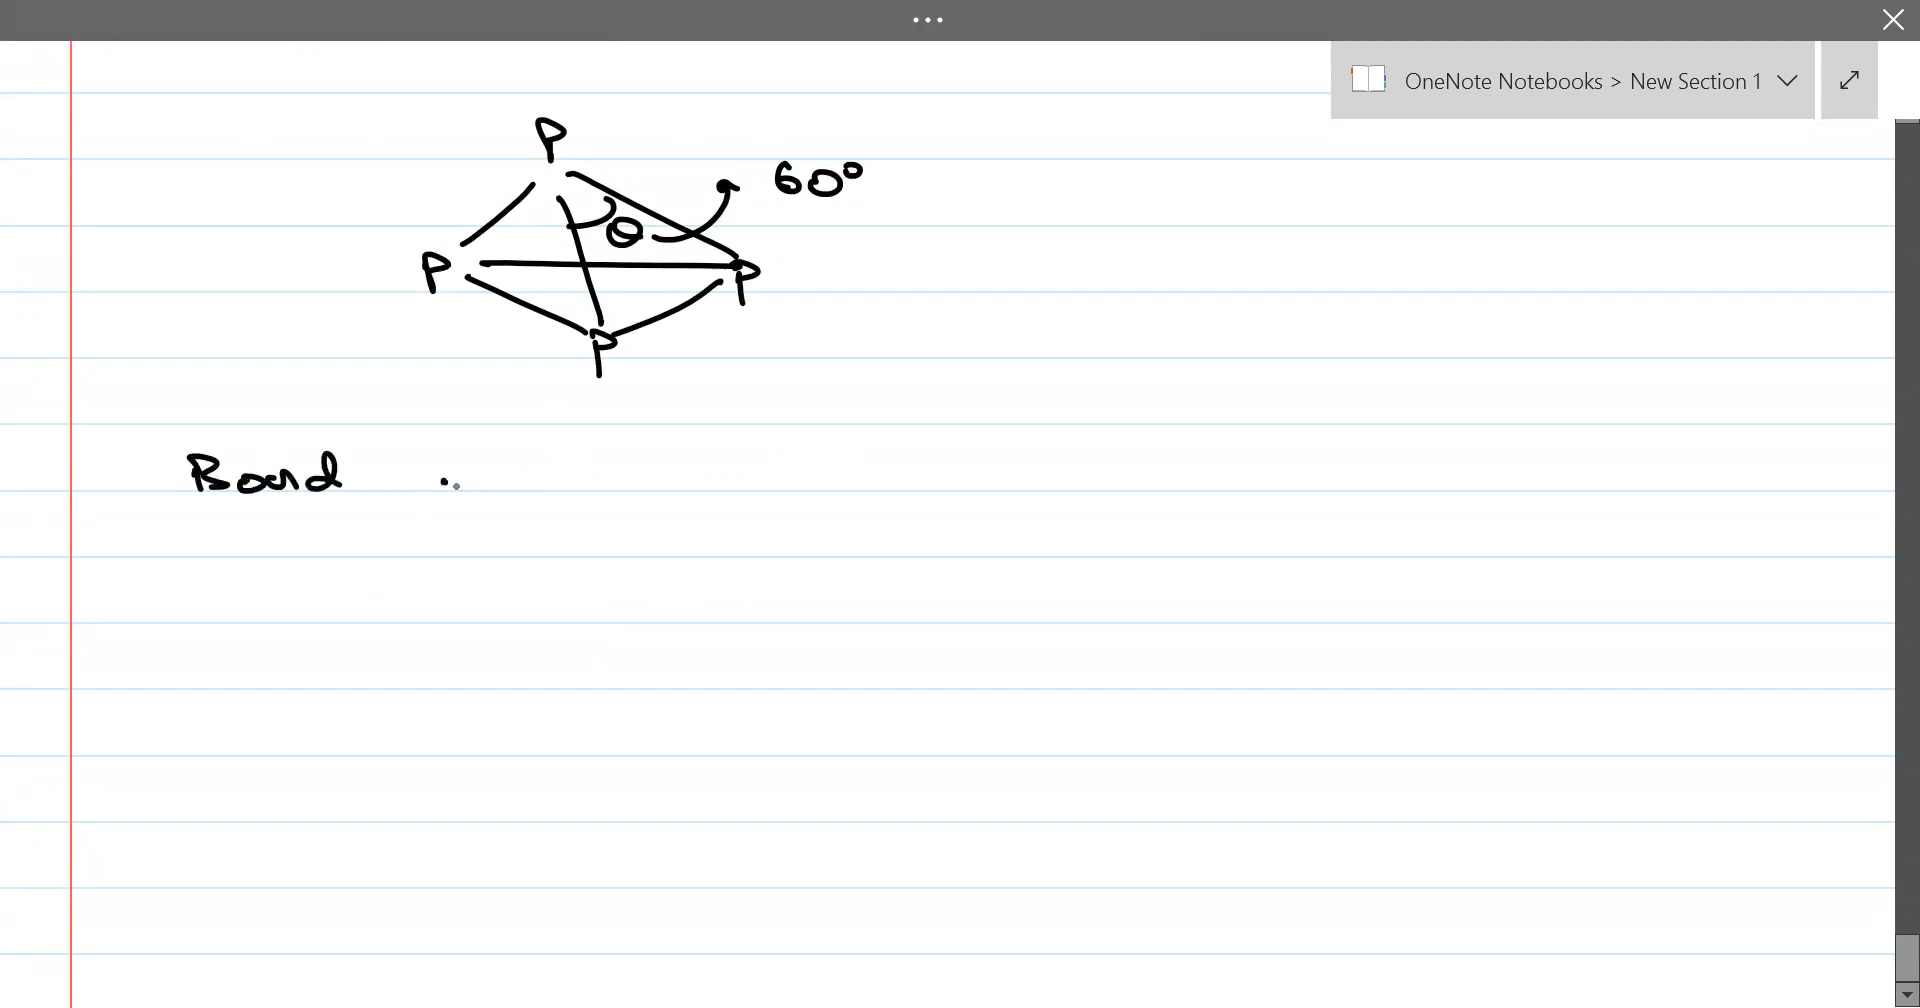 ...
OneNote Notebooks > New Section 1
P
60°
θ
P
P
P
Bond